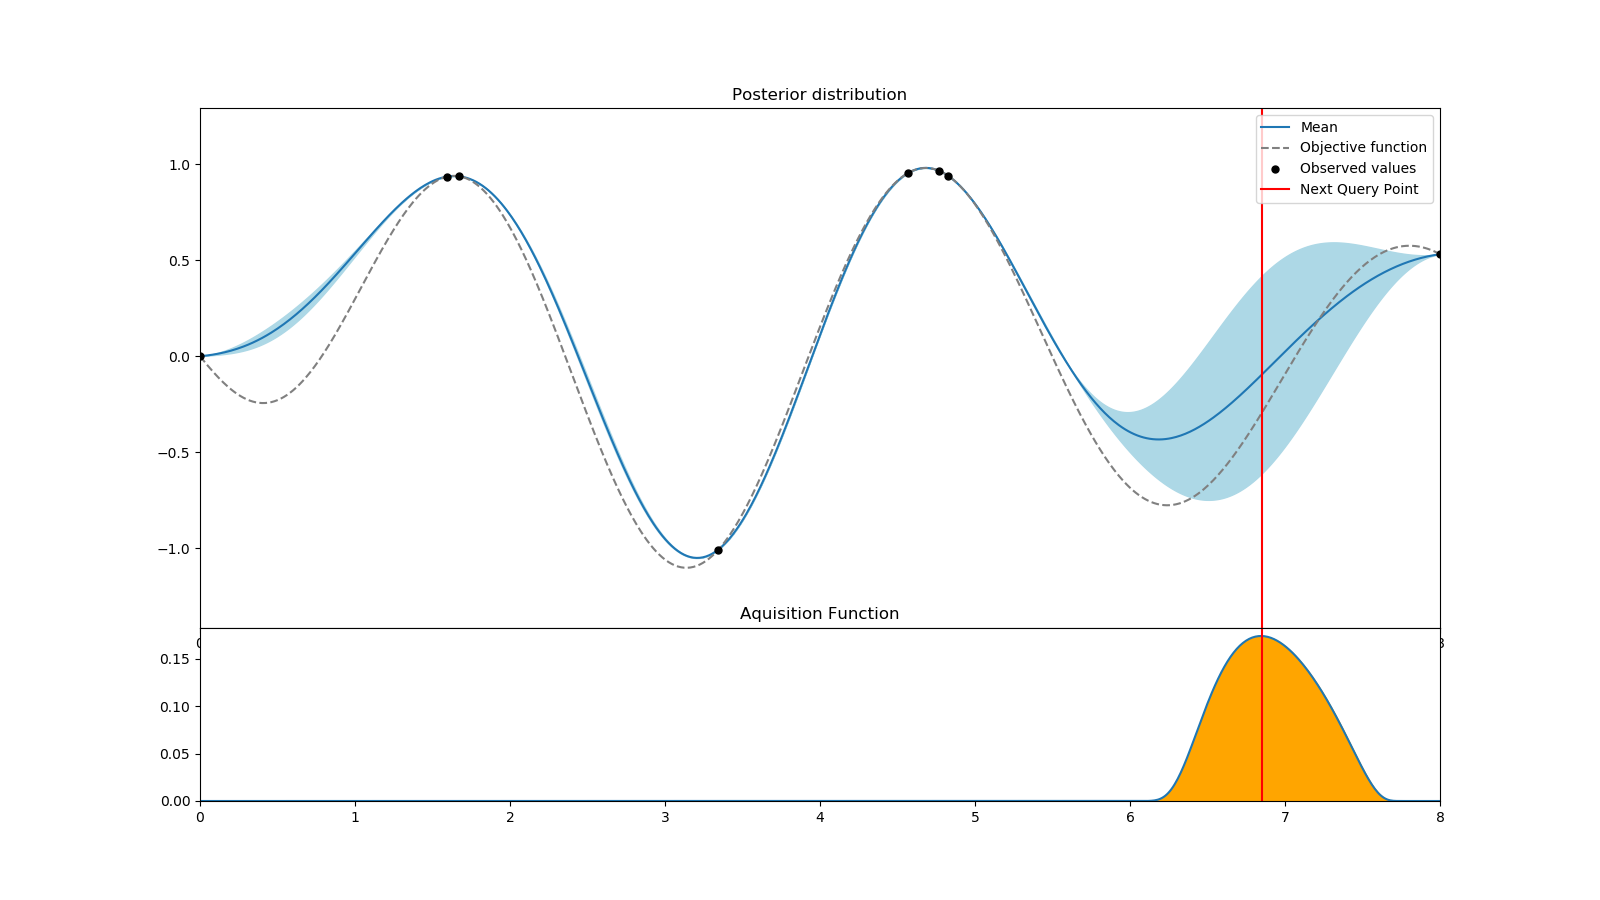 Posterior distribution
1.0
0.5
0.0
−0.5
−1.0
Mean
Objective function
Observed values
Next Query Point
Aquisition Function
0.15
0.10
0.05
0.00
0 1 2 3 4 5 6 7 8